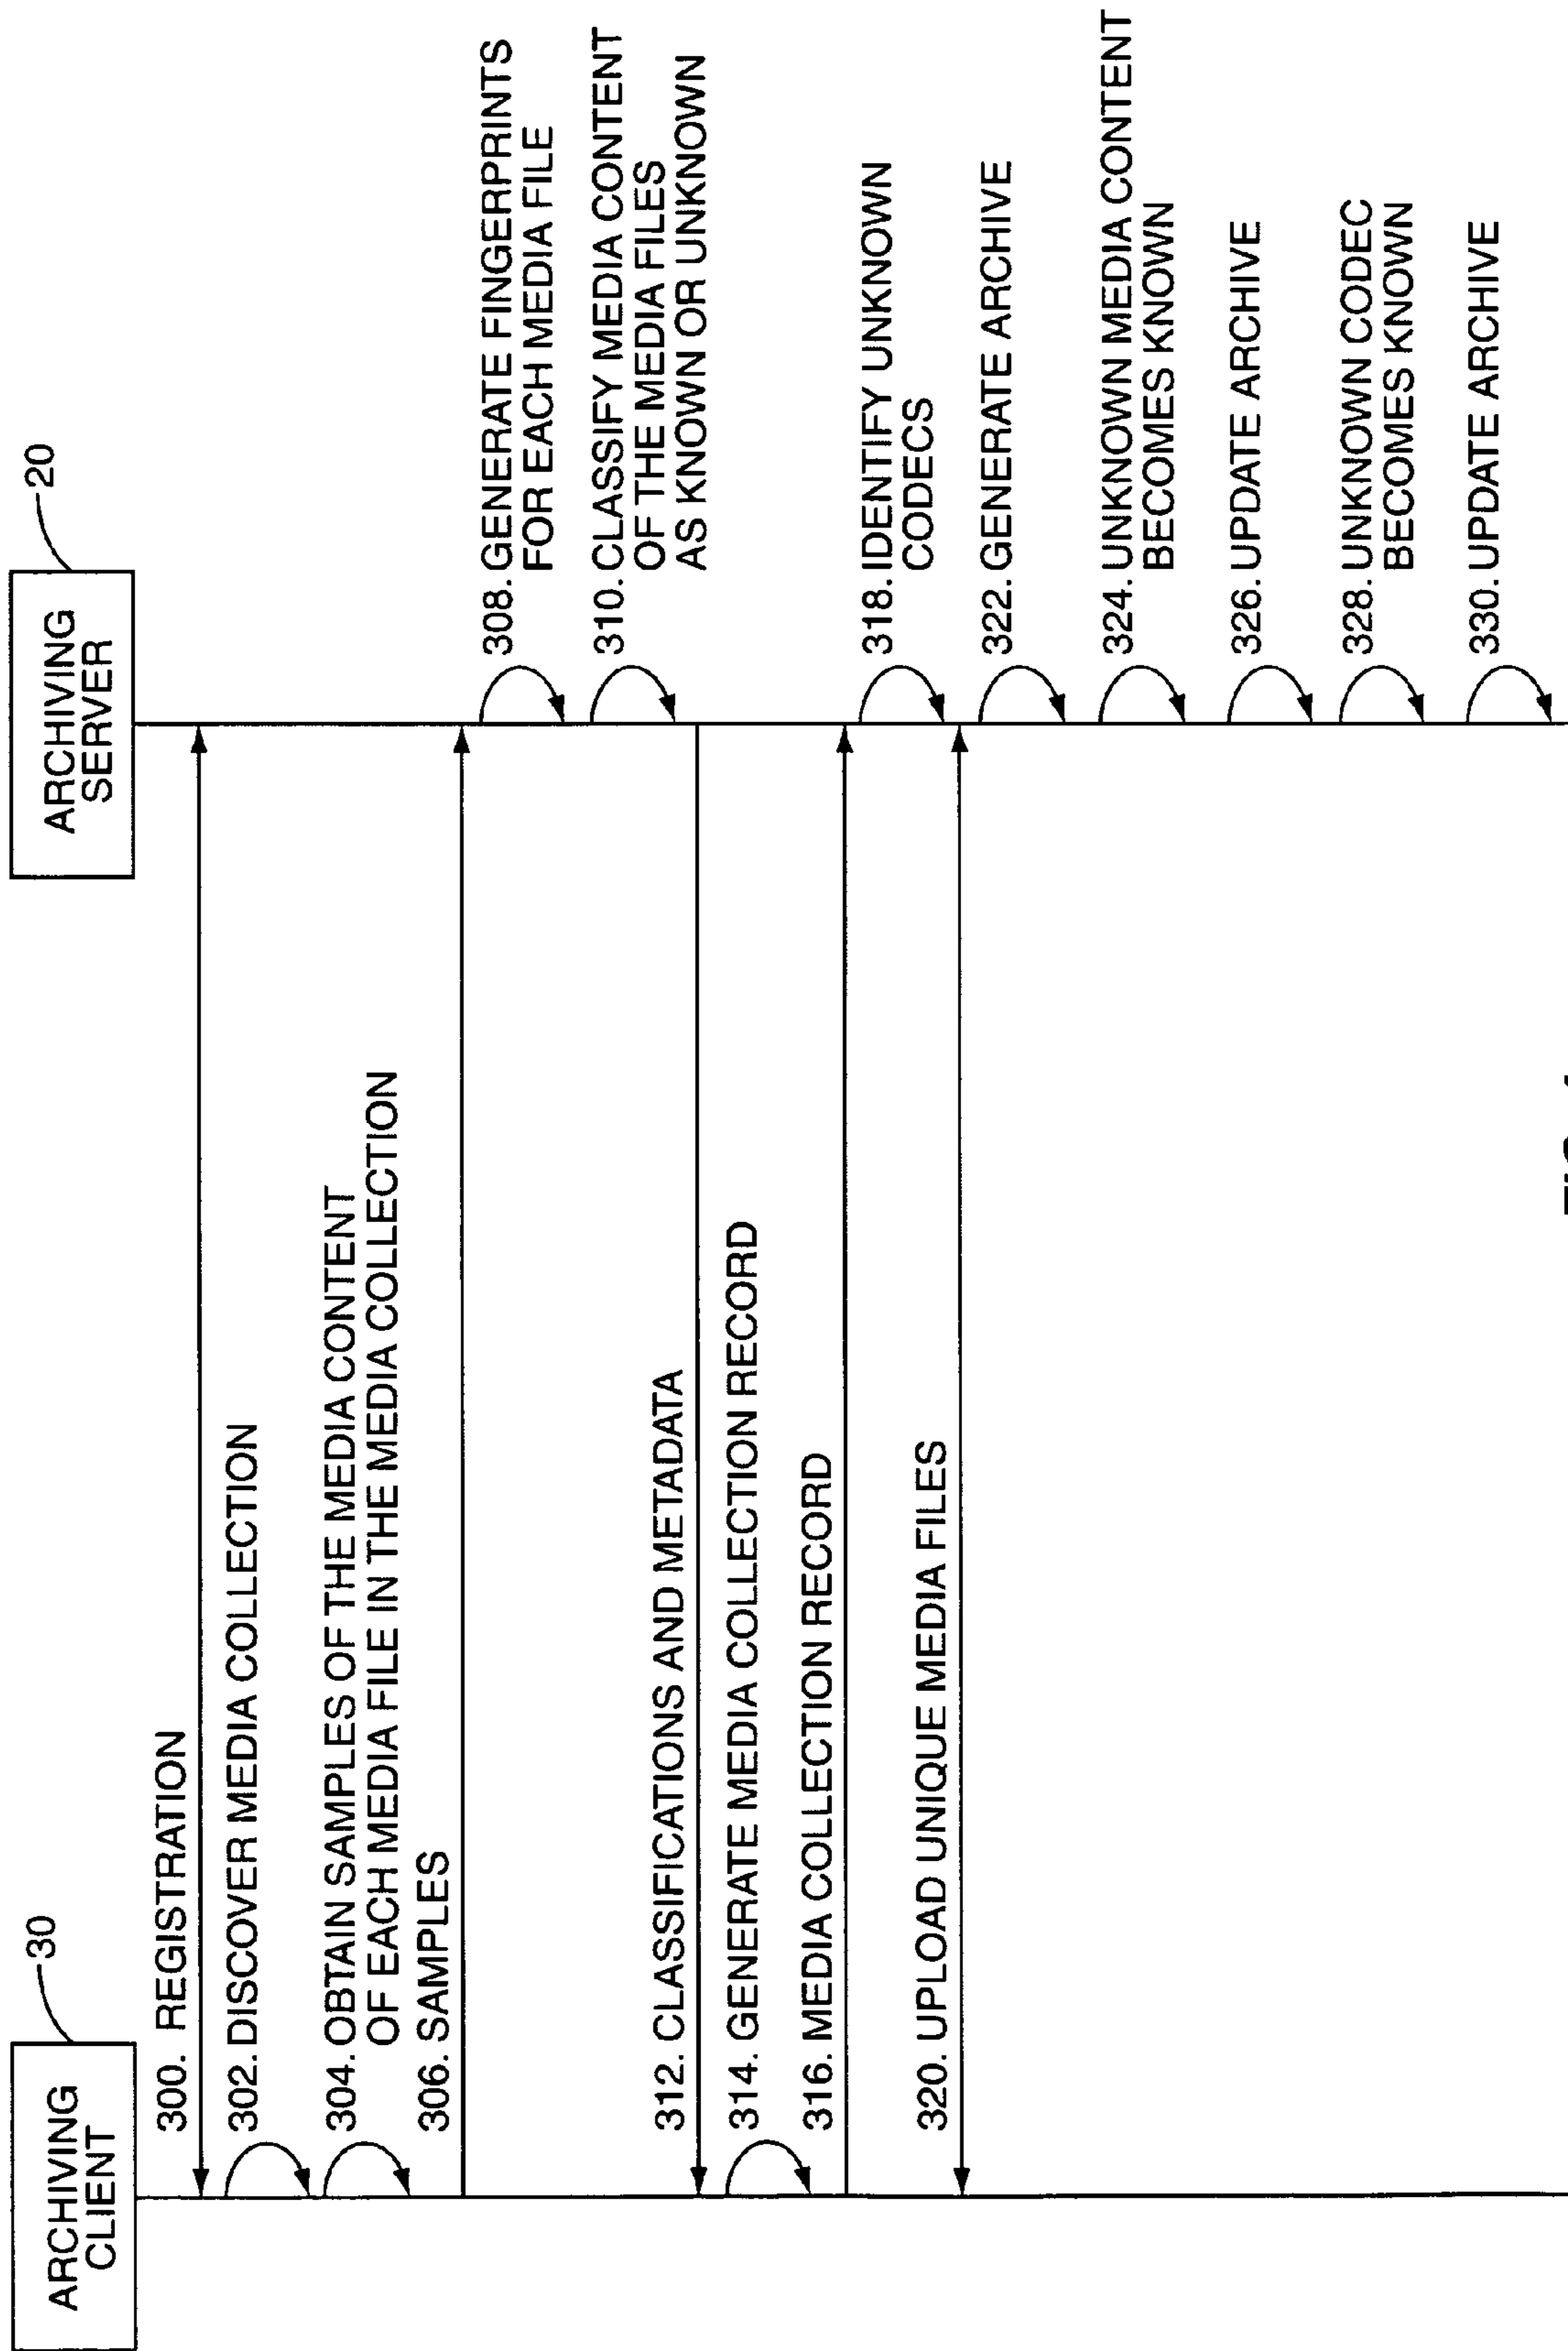 ARCHIVING
CLIENT
30
ARCHIVING
SERVER
20
300. REGISTRATION
302. DISCOVER MEDIA COLLECTION
304. OBTAIN SAMPLES OF THE MEDIA CONTENT
OF EACH MEDIA FILE IN THE MEDIA COLLECTION
306. SAMPLES
308. GENERATE FINGERPRINTS
FOR EACH MEDIA FILE
310. CLASSIFY MEDIA CONTENT
OF THE MEDIA FILES
AS KNOWN OR UNKNOWN
312. CLASSIFICATIONS AND METADATA
314. GENERATE MEDIA COLLECTION RECORD
316. MEDIA COLLECTION RECORD
318. IDENTIFY UNKNOWN
CODECS
320. UPLOAD UNIQUE MEDIA FILES
322. GENERATE ARCHIVE
324. UNKNOWN MEDIA CONTENT
BECOMES KNOWN
326. UPDATE ARCHIVE
328. UNKNOWN CODEC
BECOMES KNOWN
330. UPDATE ARCHIVE